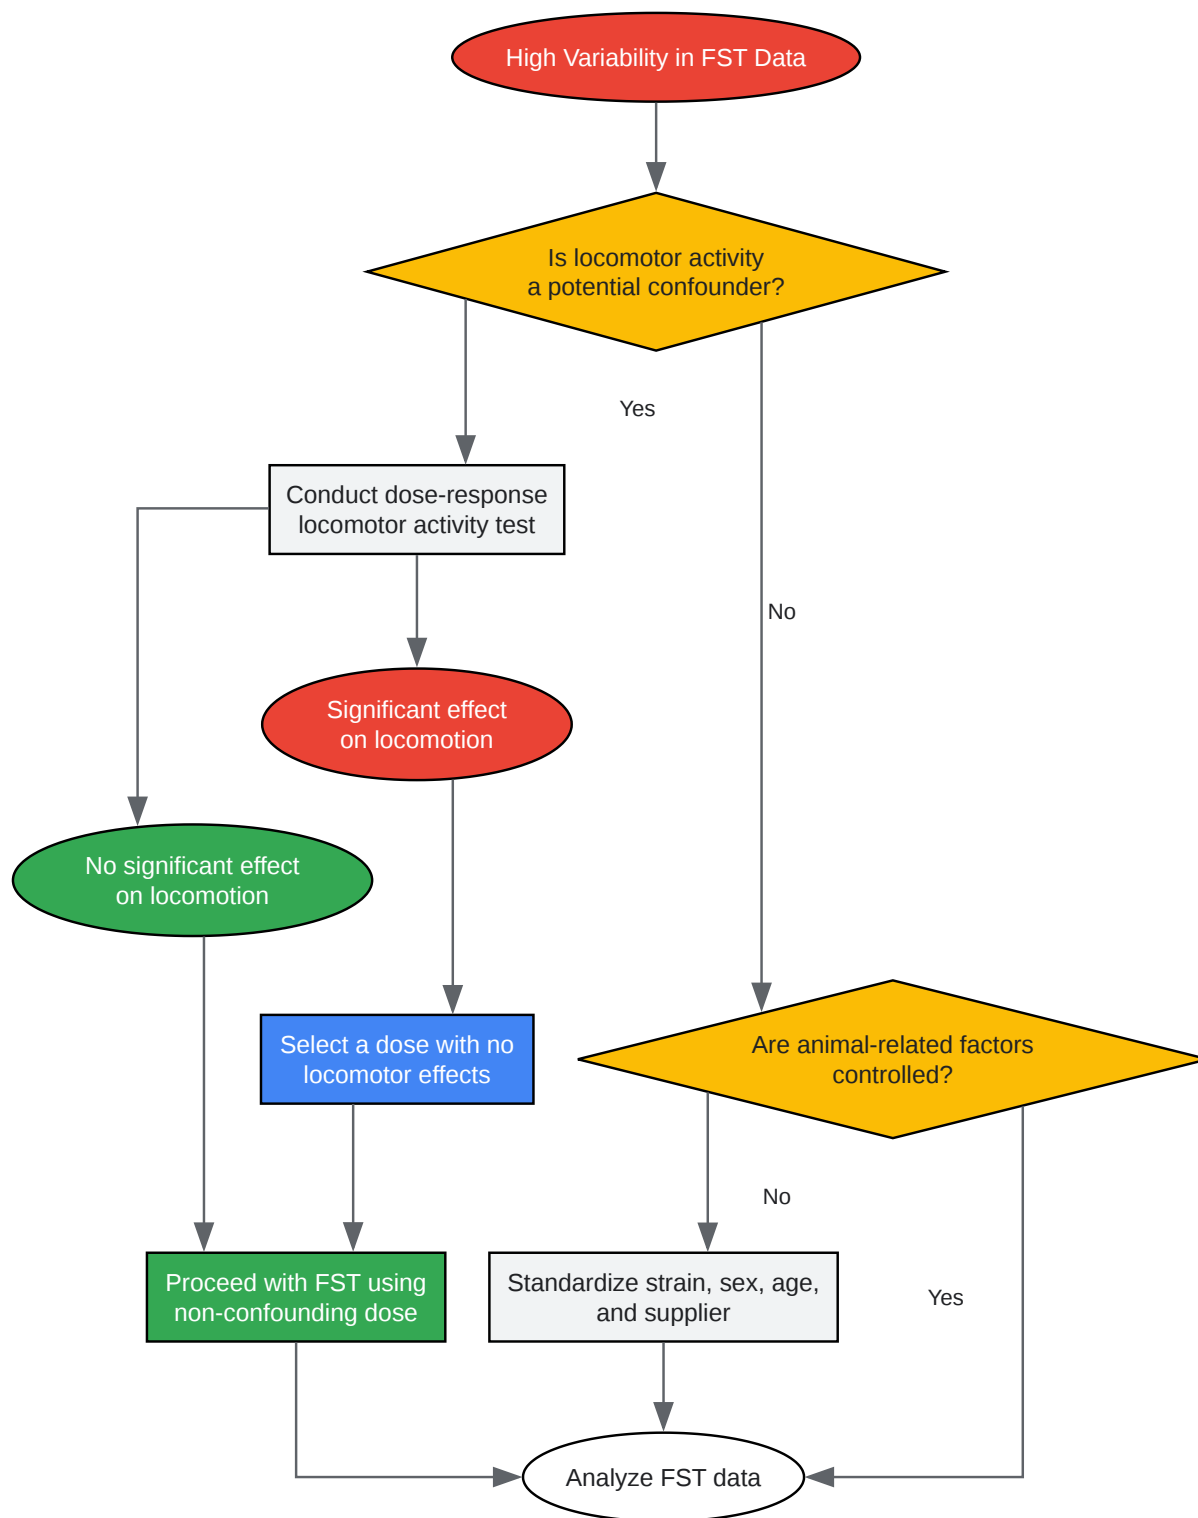 High Variability in FST Data
Is locomotor activity
a potential confounder?
Yes
Conduct dose-response
locomotor activity test
No
Significant effect
on locomotion
No significant effect
on locomotion
Select a dose with no
locomotor effects
Are animal-related factors
controlled?
No
Proceed with FST using
non-confounding dose
Standardize strain, sex, age,
and supplier
Yes
Analyze FST data